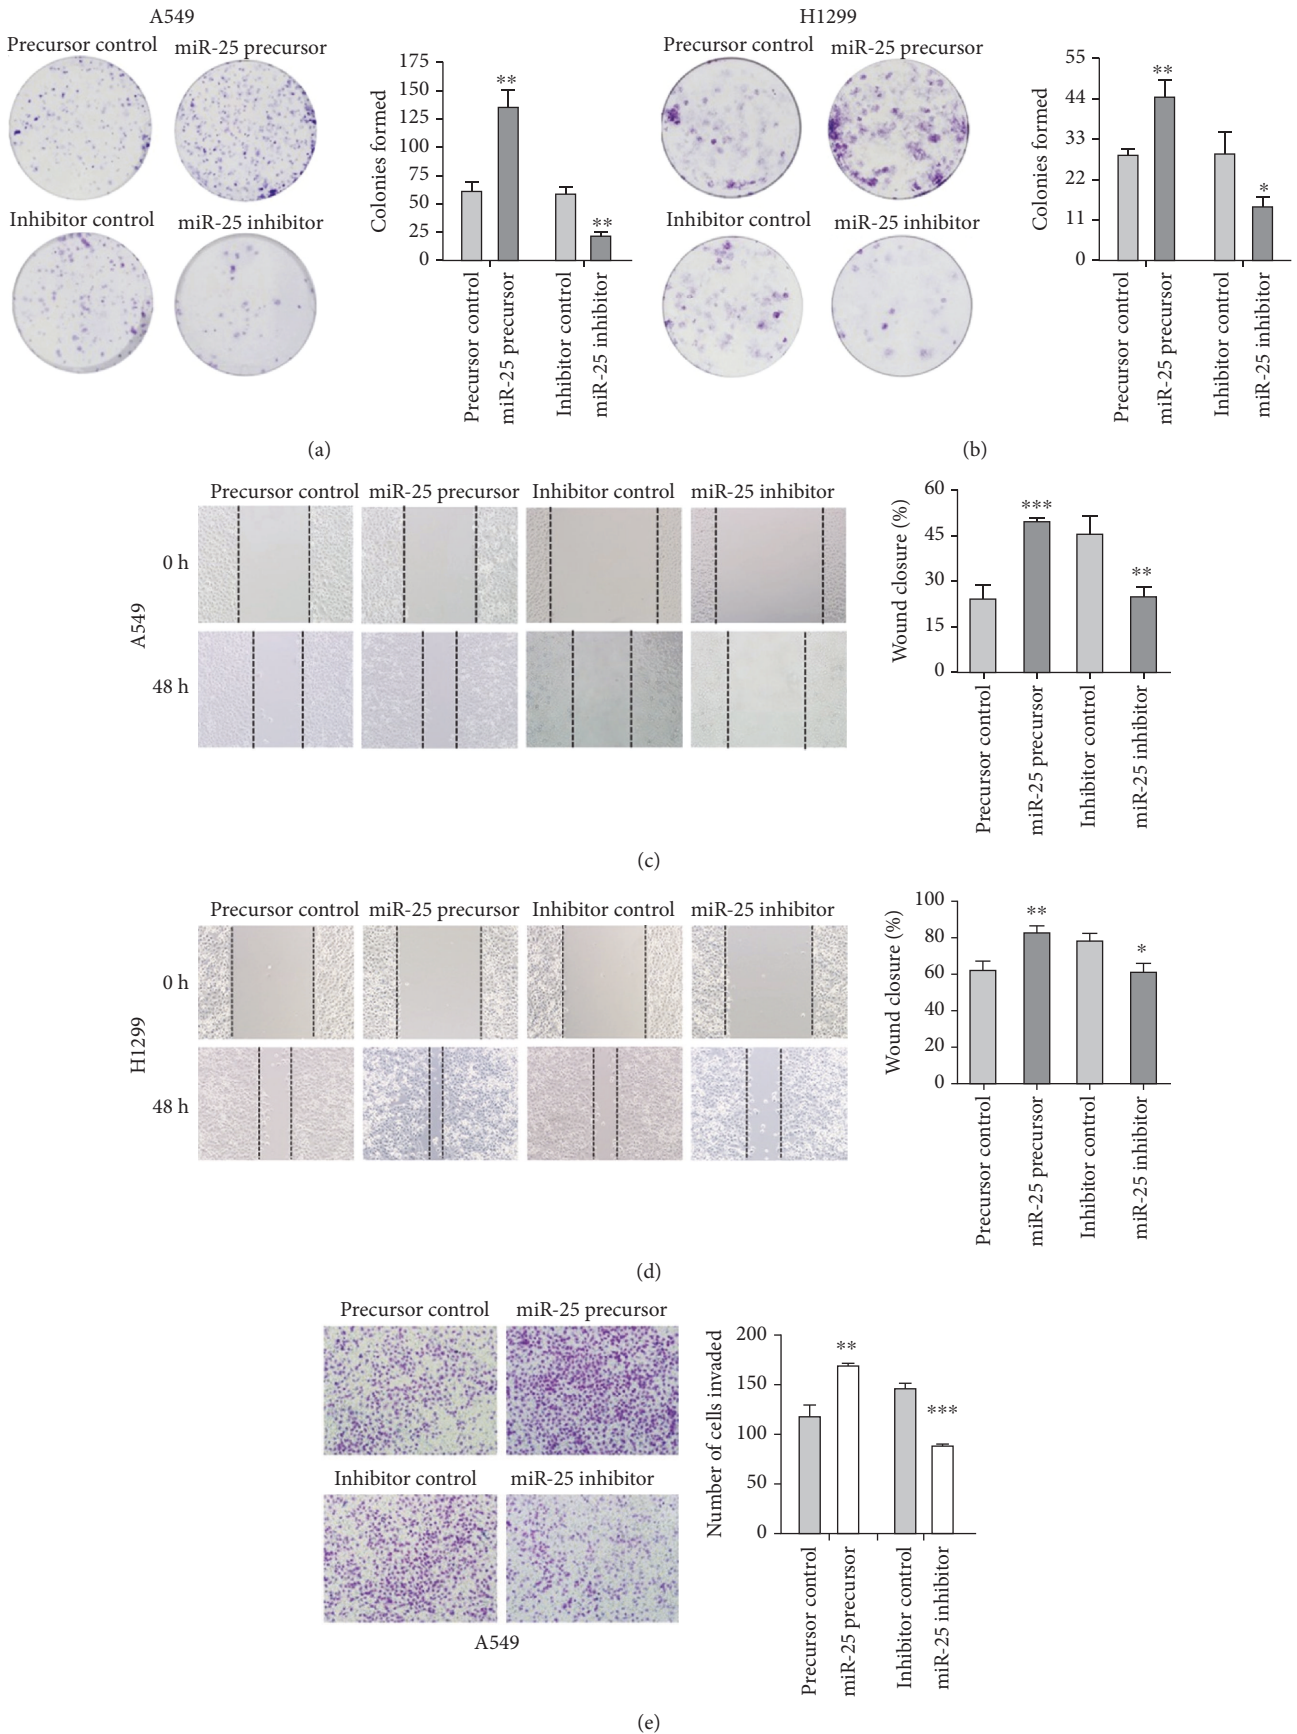 A549
Precursor control
miR-25 precursor
Inhibitor control
miR-25 inhibitor
Colonies formed
175
150
125
100
75
50
25
0
**
**
Precursor control
miR-25 precursor
Inhibitor control
miR-25 inhibitor
(a)
H1299
Precursor control
miR-25 precursor
Inhibitor control
miR-25 inhibitor
Colonies formed
55
44
33
22
11
0
**
*
Precursor control
miR-25 precursor
Inhibitor control
miR-25 inhibitor
(b)
Precursor control
miR-25 precursor
Inhibitor control
miR-25 inhibitor
A549
0 h
48 h
Wound closure (%)
60
45
30
15
0
***
**
Precursor control
miR-25 precursor
Inhibitor control
miR-25 inhibitor
(c)
Precursor control
miR-25 precursor
Inhibitor control
miR-25 inhibitor
H1299
0 h
48 h
Wound closure (%)
100
80
60
40
20
0
**
*
Precursor control
miR-25 precursor
Inhibitor control
miR-25 inhibitor
(d)
Precursor control
miR-25 precursor
Inhibitor control
miR-25 inhibitor
A549
Number of cells invaded
200
150
100
50
0
**
***
Precursor control
miR-25 precursor
Inhibitor control
miR-25 inhibitor
(e)